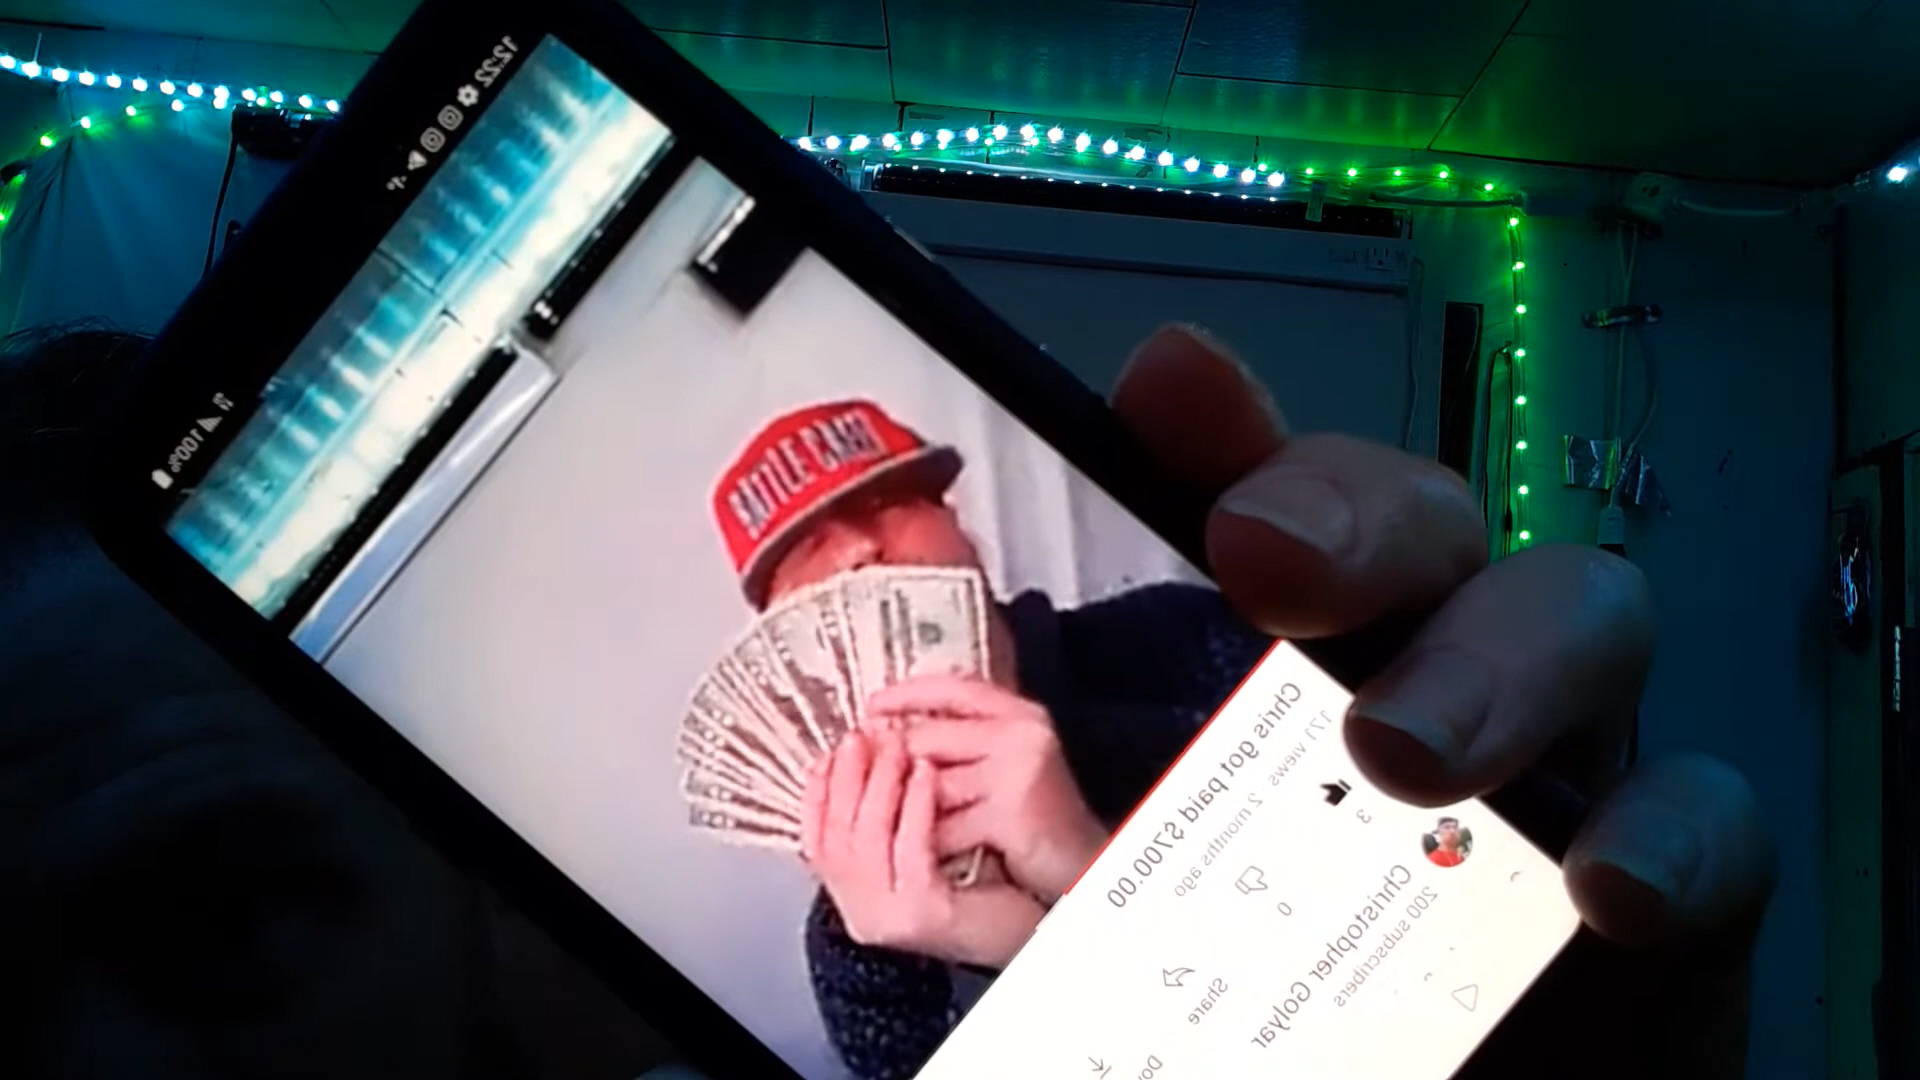 12:22
100%
BATTLE
Chris got paid $700.00
171 views · 2 months ago
3
0
Share
Christopher Golyar
200 subscribers